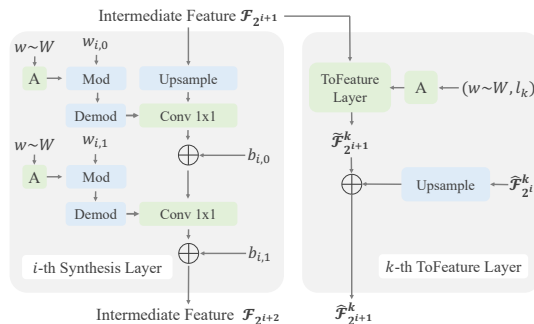 Intermediate Feature 𝓕_{2^{i+1}}
w~W
w_{i,0}
A
Mod
Upsample
Demod
Conv 1x1
b_{i,0}
w~W
w_{i,1}
A
Mod
Demod
Conv 1x1
b_{i,1}
i-th Synthesis Layer
Intermediate Feature 𝓕_{2^{i+2}}
ToFeature
Layer
A
(w~W, l_k)
𝓕̃^k_{2^{i+1}}
Upsample
𝓕̂^k_{2^i}
k-th ToFeature Layer
𝓕̂^k_{2^{i+1}}